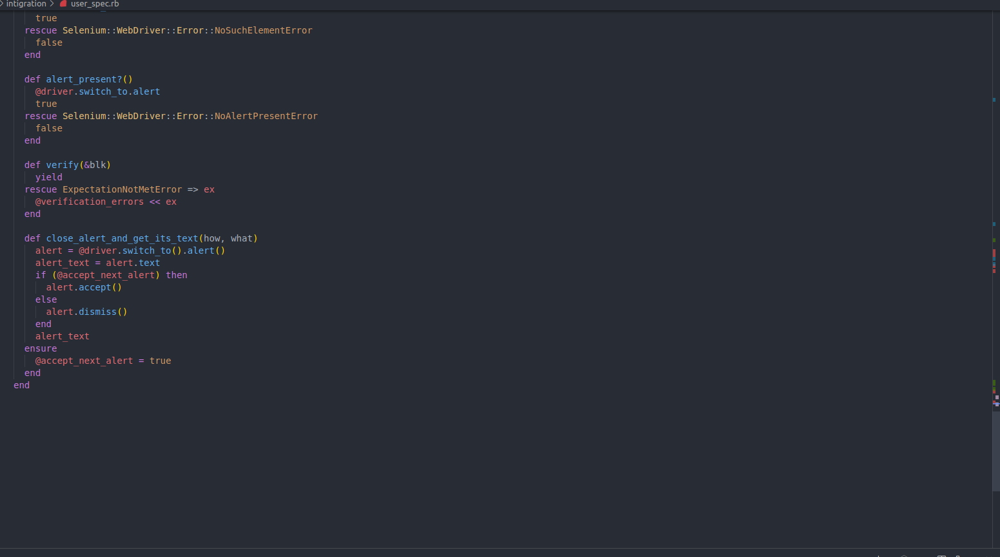 intigration > user_spec.rb
true
rescue Selenium::WebDriver::Error::NoSuchElementError
false
end
def alert_present?()
@driver.switch_to.alert
true
rescue Selenium::WebDriver::Error::NoAlertPresentError
false
end
def verify(&blk)
yield
rescue ExpectationNotMetError => ex
@verification_errors << ex
end
def close_alert_and_get_its_text(how, what)
alert = @driver.switch_to().alert()
alert_text = alert.text
if (@accept_next_alert) then
alert.accept()
else
alert.dismiss()
end
alert_text
ensure
@accept_next_alert = true
end
end